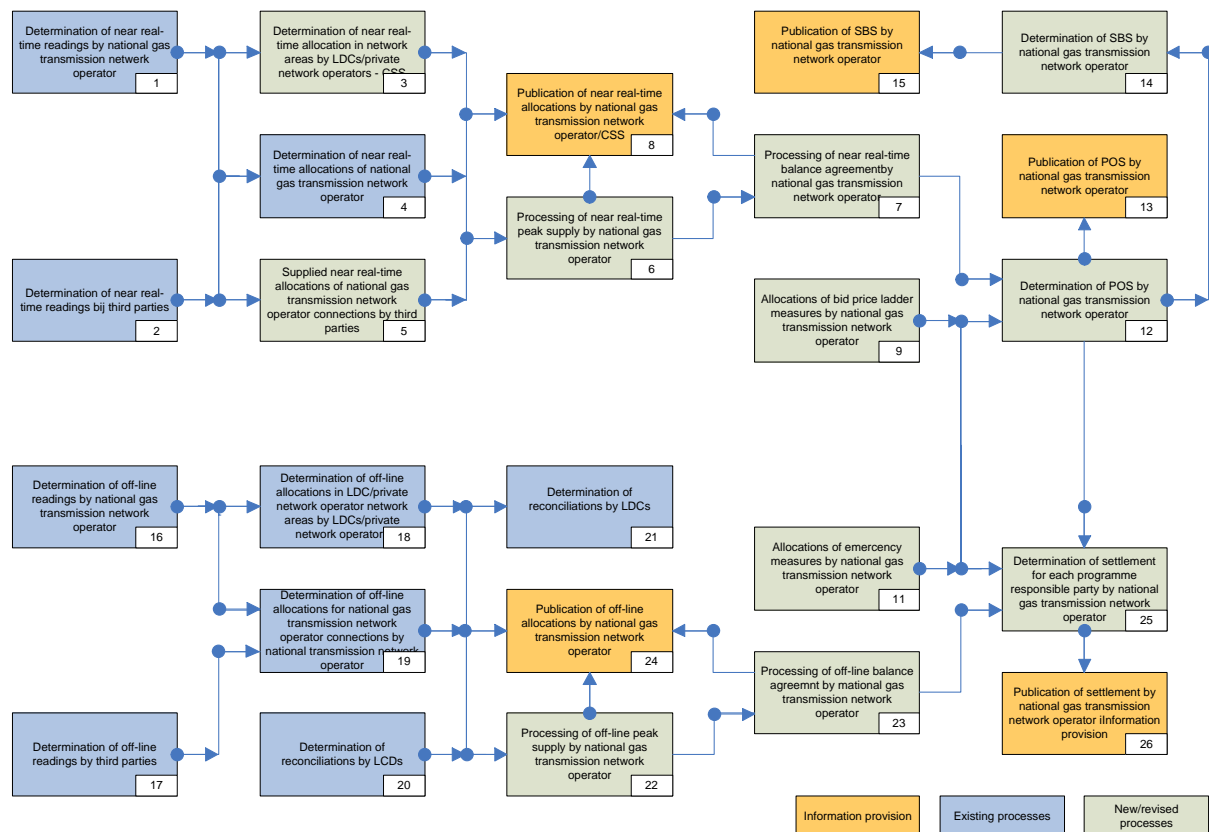 Determination of near real-
time readings by national gas
transmission network
operator
1
Determination of near real-
time allocation in network
areas by LDCs/private
network operators - CSS
3
Publication of SBS by
national gas transmission
network operator
15
Determination of SBS by
national gas transmission
network operator
14
Publication of near real-time
allocations by national gas
transmission network
operator/CSS
8
Determination of near real-
time allocations of national
gas transmission network
operator
4
Processing of near real-time
balance agreementby
national gas transmission
network operator
7
Publication of POS by
national gas transmission
network operator
13
Processing of near real-time
peak supply by national gas
transmission network
operator
6
Determination of near real-
time readings bij third parties
2
Supplied near real-time
allocations of national gas
transmission network
operator connections by third
parties
5
Allocations of bid price ladder
measures by national gas
transmission network
operator
9
Determination of POS by
national gas transmission
network operator
12
Determination of off-line
readings by national gas
transmission network
operator
16
Determination of off-line
allocations in LDC/private
network operator network
areas by LDCs/private
network operator
18
Determination of
reconciliations by LDCs
21
Allocations of emercency
measures by national gas
transmission network
operator
11
Determination of settlement
for each programme
responsible party by national
gas transmission network
operator
25
Determination of off-line
allocations for national gas
transmission network
operator connections by
national transmission network
operator
19
Publication of off-line
allocations by national gas
transmission network
operator
24
Processing of off-line balance
agreemnt by mational gas
transmission network
operator
23
Publication of settlement by
national gas transmission
network operator iInformation
provision
26
Determination of off-line
readings by third parties
17
Determination of
reconciliations by LCDs
20
Processing of off-line peak
supply by national gas
transmission network
operator
22
Information provision
Existing processes
New/revised
processes